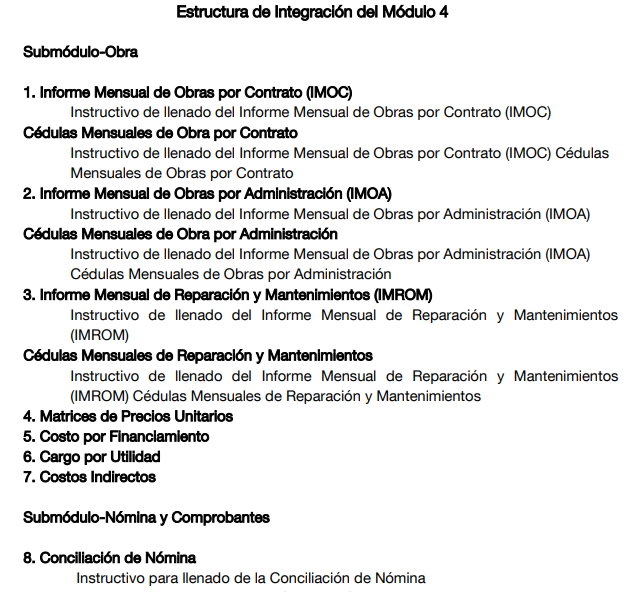 Estructura de Integración del Módulo 4
Submódulo-Obra
1. Informe Mensual de Obras por Contrato (IMOC)
Instructivo de llenado del Informe Mensual de Obras por Contrato (IMOC)
Cédulas Mensuales de Obra por Contrato
Instructivo de llenado del Informe Mensual de Obras por Contrato (IMOC) Cédulas
Mensuales de Obras por Contrato
2. Informe Mensual de Obras por Administración (IMOA)
Instructivo de llenado del Informe Mensual de Obras por Administración (IMOA)
Cédulas Mensuales de Obra por Administración
Instructivo de llenado del Informe Mensual de Obras por Administración (IMOA)
Cédulas Mensuales de Obras por Administración
3. Informe Mensual de Reparación y Mantenimientos (IMROM)
Instructivo de llenado del Informe Mensual de Reparación y Mantenimientos
(IMROM)
Cédulas Mensuales de Reparación y Mantenimientos
Instructivo de llenado del Informe Mensual de Reparación y Mantenimientos
(IMROM) Cédulas Mensuales de Reparación y Mantenimientos
4. Matrices de Precios Unitarios
5. Costo por Financiamiento
6. Cargo por Utilidad
7. Costos Indirectos
Submódulo-Nómina y Comprobantes
8. Conciliación de Nómina
Instructivo para llenado de la Conciliación de Nómina